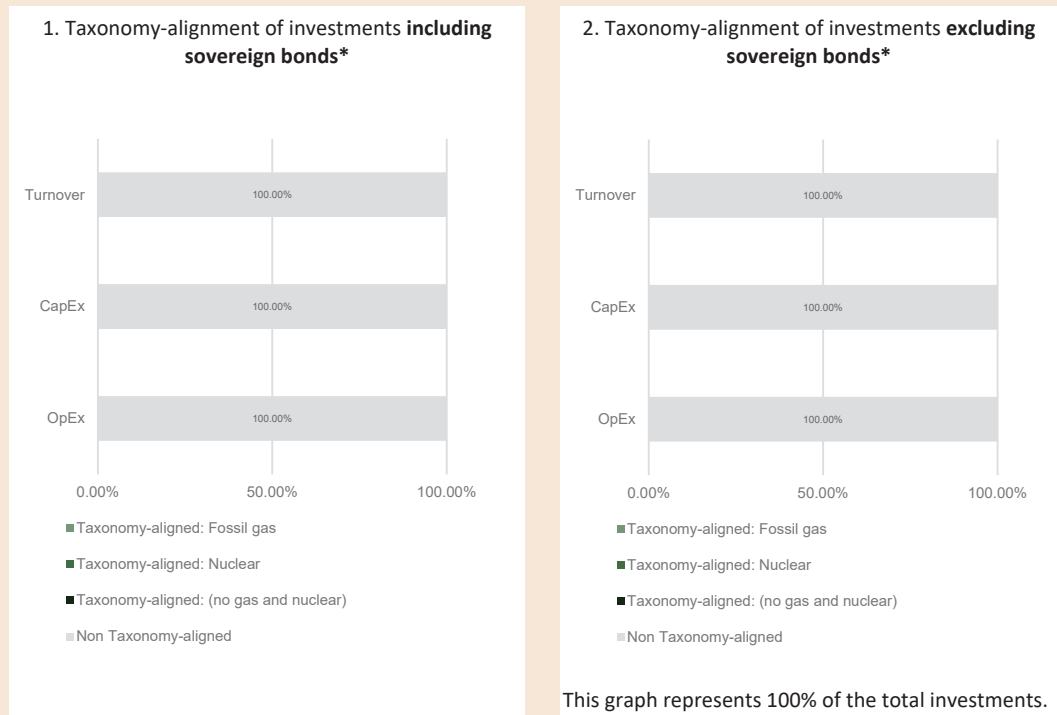 1. Taxonomy-alignment of investments including
sovereign bonds*
Turnover
100.00%
CapEx
100.00%
OpEx
100.00%
0.00%
50.00%
100.00%
Taxonomy-aligned: Fossil gas
Taxonomy-aligned: Nuclear
Taxonomy-aligned: (no gas and nuclear)
Non Taxonomy-aligned
2. Taxonomy-alignment of investments excluding
sovereign bonds*
Turnover
100.00%
CapEx
100.00%
OpEx
100.00%
0.00%
50.00%
100.00%
Taxonomy-aligned: Fossil gas
Taxonomy-aligned: Nuclear
Taxonomy-aligned: (no gas and nuclear)
Non Taxonomy-aligned
This graph represents 100% of the total investments.